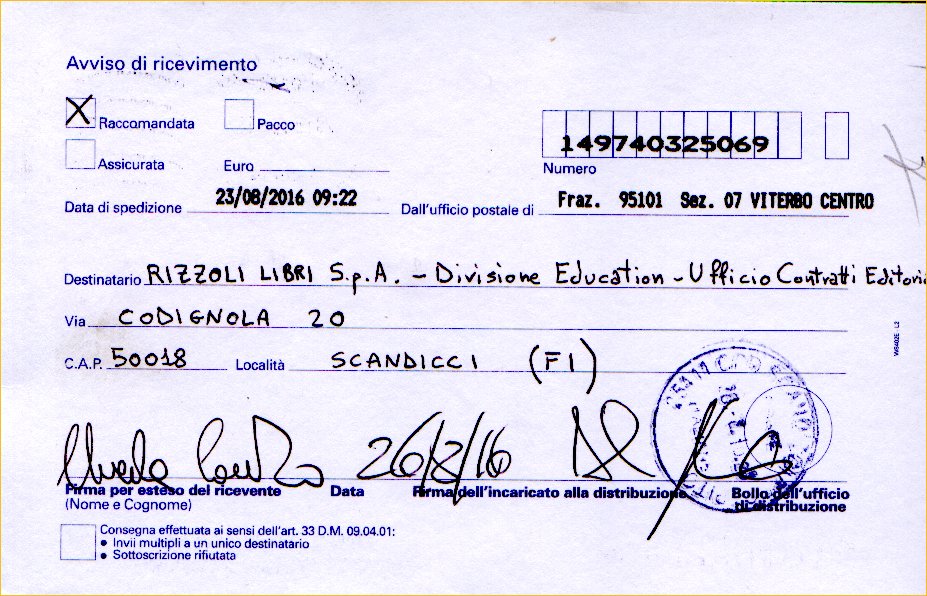 Avviso di ricevimento
X Raccomandata Pacco
Assicurata Euro
149740325069
Numero
Data di spedizione 23/08/2016 09:22 Dall'ufficio postale di Fraz. 95101 Sez. 07 VITERBO CENTRO
Destinatario RIZZOLI LIBRI S.p.A. - Divisione Education - Ufficio Contratti Editoria
Via CODIGNOLA 20
C.A.P. 50018 Località SCANDICCI (FI)
26/8/16
Firma per esteso del ricevente Data Firma dell'incaricato alla distribuzione Bollo dell'ufficio
(Nome e Cognome) di distribuzione
Consegna effettuata ai sensi dell'art. 33 D.M. 09.04.01:
• Invii multipli a un unico destinatario
• Sottoscrizione rifiutata